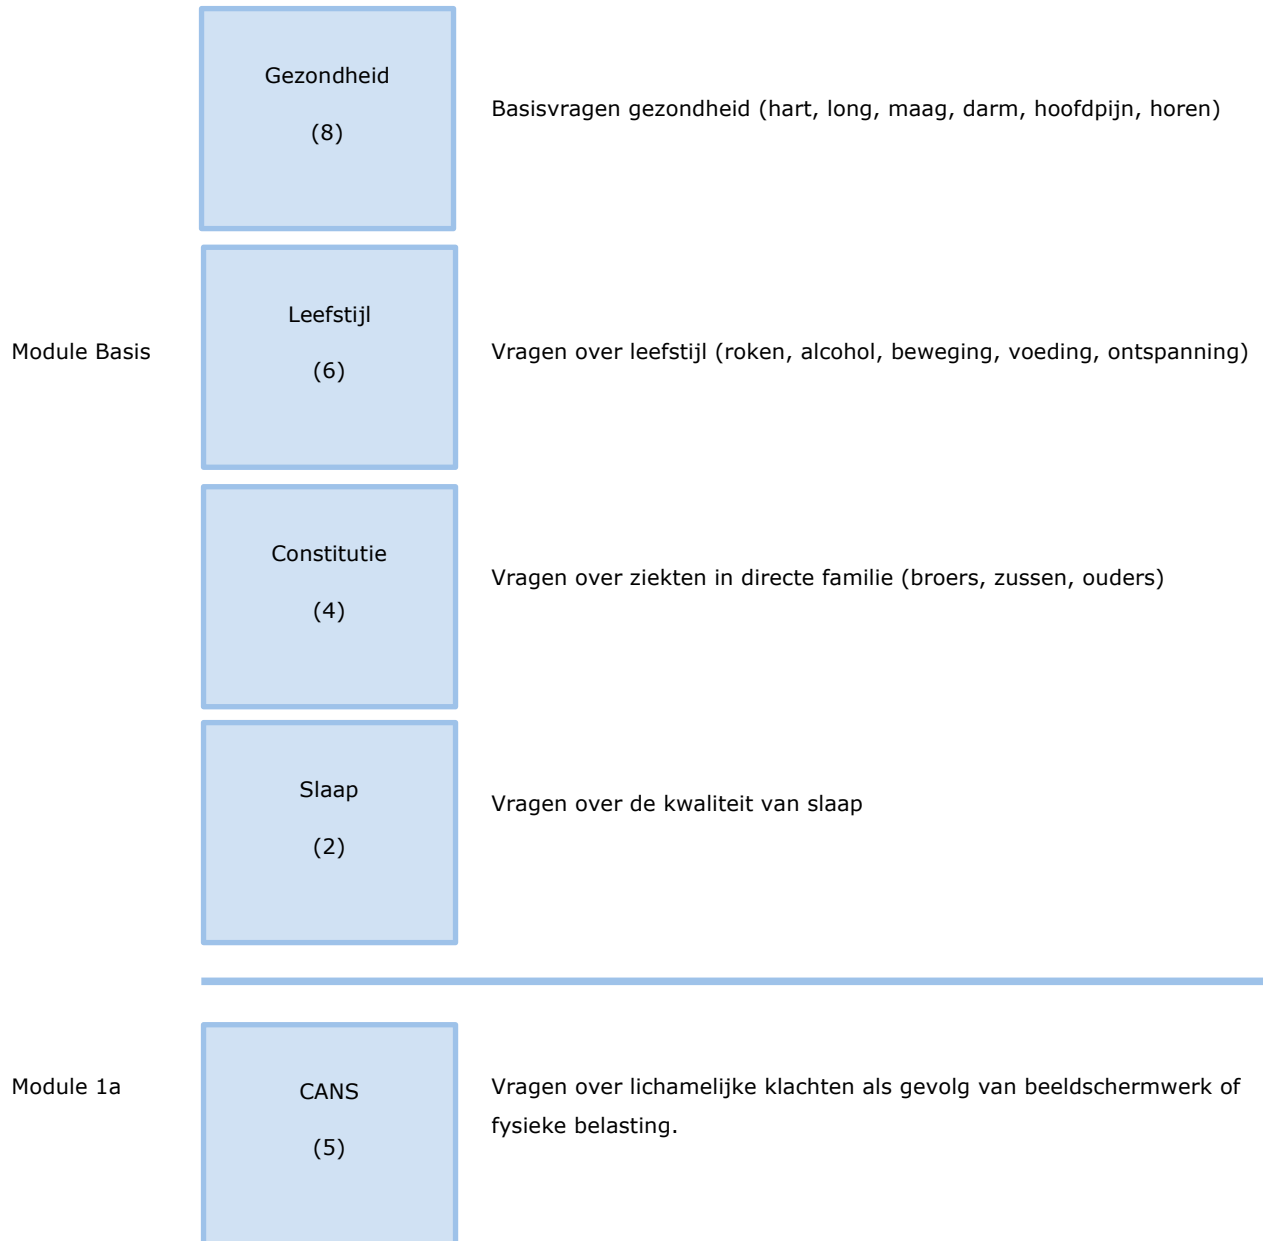 Gezondheid
(8)
Basisvragen gezondheid (hart, long, maag, darm, hoofdpijn, horen)
Module Basis
Leefstijl
(6)
Vragen over leefstijl (roken, alcohol, beweging, voeding, ontspanning)
Constitutie
(4)
Vragen over ziekten in directe familie (broers, zussen, ouders)
Slaap
(2)
Vragen over de kwaliteit van slaap
Module 1a
CANS
(5)
Vragen over lichamelijke klachten als gevolg van beeldschermwerk of
fysieke belasting.